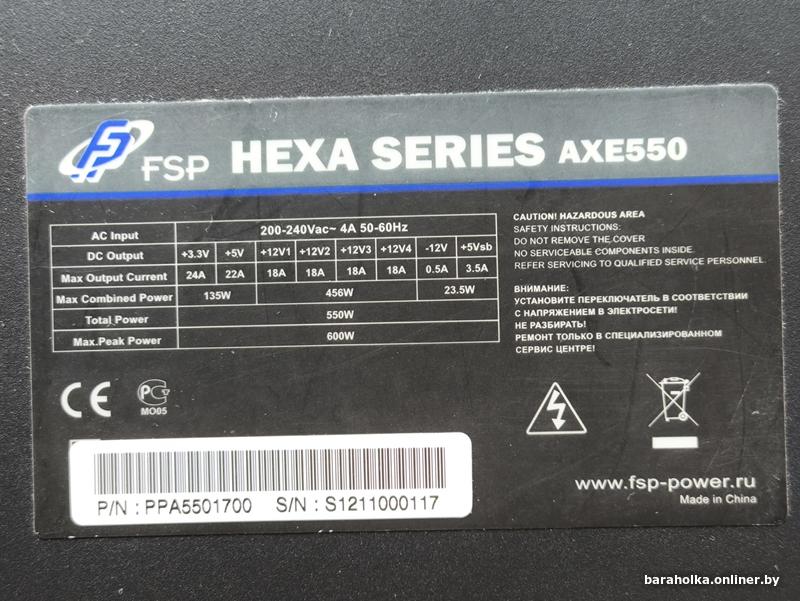 FSP HEXA SERIES AXE550
AC Input 200-240Vac~ 4A 50-60Hz
DC Output +3.3V +5V +12V1 +12V2 +12V3 +12V4 -12V +5Vsb
Max Output Current 24A 22A 18A 18A 18A 18A 0.5A 3.5A
Max Combined Power 135W 456W 23.5W
Total Power 550W
Max.Peak Power 600W
CAUTION! HAZARDOUS AREA
SAFETY INSTRUCTIONS:
DO NOT REMOVE THE COVER
NO SERVICEABLE COMPONENTS INSIDE.
REFER SERVICING TO QUALIFIED SERVICE PERSONNEL.
ВНИМАНИЕ:
УСТАНОВИТЕ ПЕРЕКЛЮЧАТЕЛЬ В СООТВЕТСТВИИ
С НАПРЯЖЕНИЕМ В ЭЛЕКТРОСЕТИ!
НЕ РАЗБИРАТЬ!
РЕМОНТ ТОЛЬКО В СПЕЦИАЛИЗИРОВАННОМ
СЕРВИС ЦЕНТРЕ!
CE
РСТ
МО05
P/N : PPA5501700 S/N : S1211000117
www.fsp-power.ru
Made in China
baraholka.onliner.by